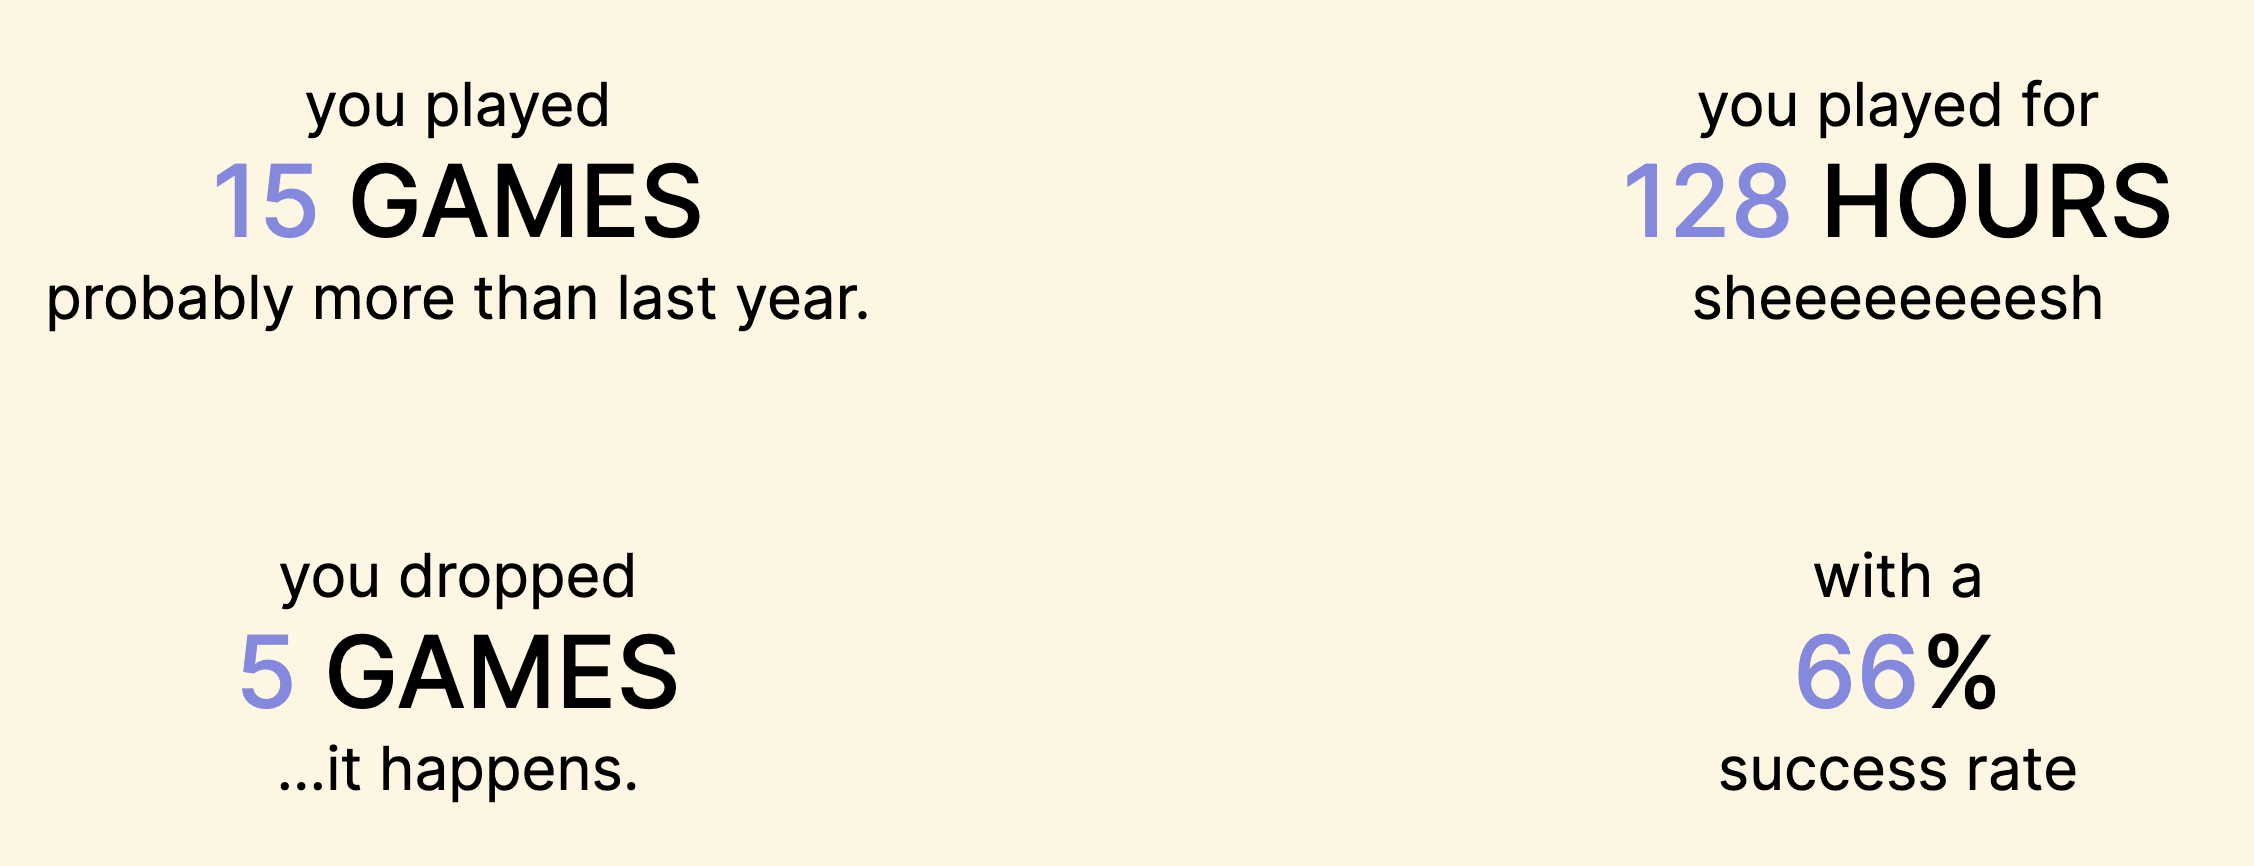 you played
15 GAMES
probably more than last year.
you played for
128 HOURS
sheeeeeeeesh
you dropped
5 GAMES
...it happens.
with a
66%
success rate